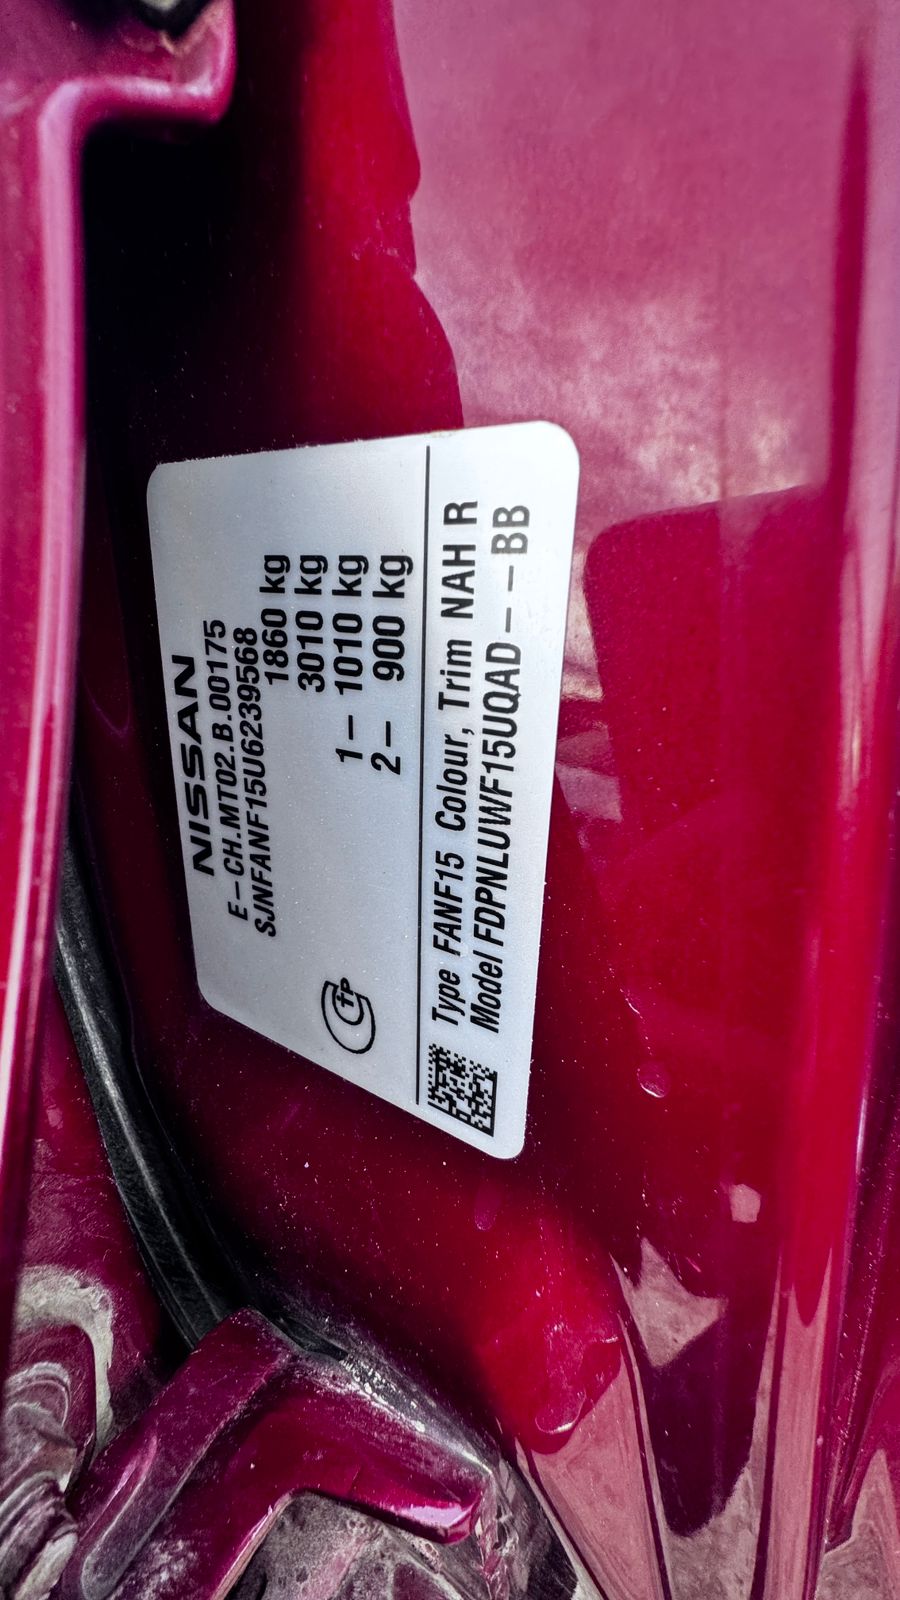 NISSAN
E-CH.MT02.B.00175
SJNFANF15U6239568
1860 kg
3010 kg
1- 1010 kg
2- 900 kg
Type FANF15 Colour, Trim NAH R
Model FDPNLUWF15UQAD--BB